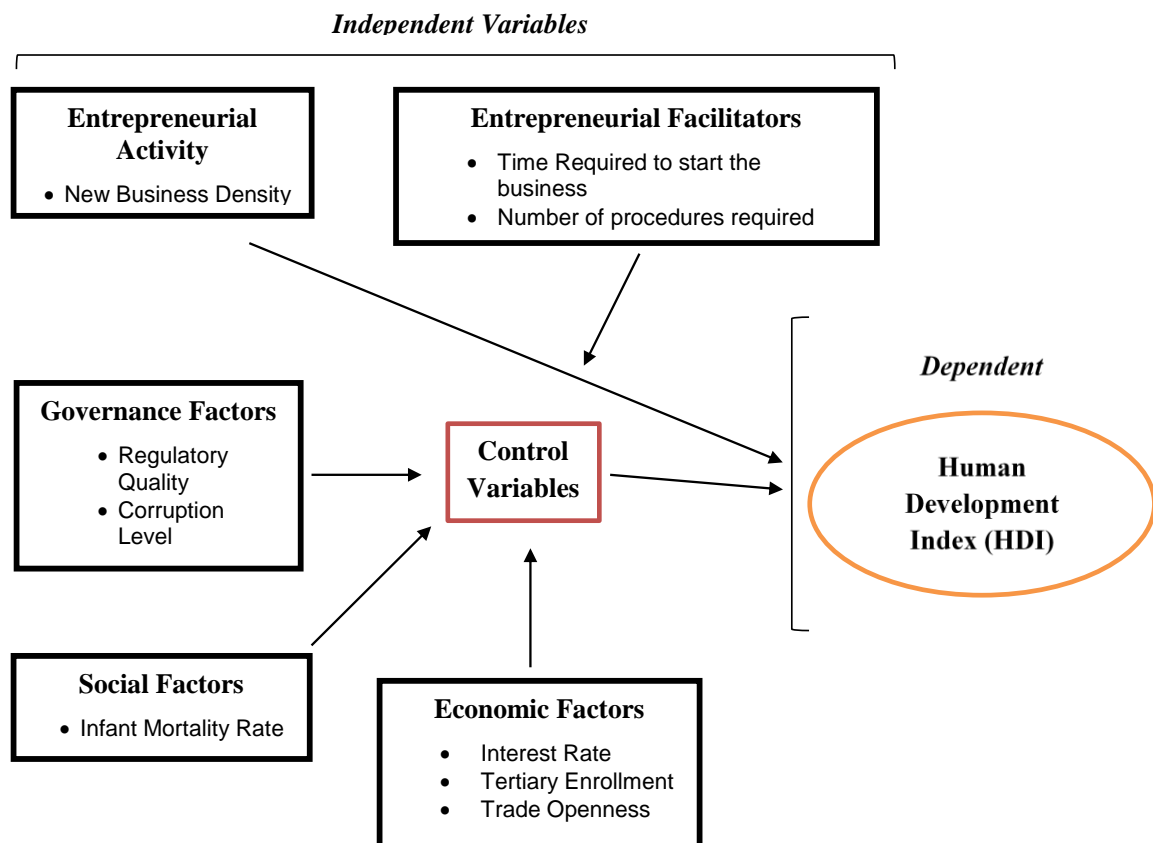 Independent Variables
Entrepreneurial
Activity
• New Business Density
Entrepreneurial Facilitators
• Time Required to start the
business
• Number of procedures required
Dependent
Governance Factors
• Regulatory
Quality
• Corruption
Level
Control
Variables
Human
Development
Index (HDI)
Social Factors
• Infant Mortality Rate
Economic Factors
• Interest Rate
• Tertiary Enrollment
• Trade Openness